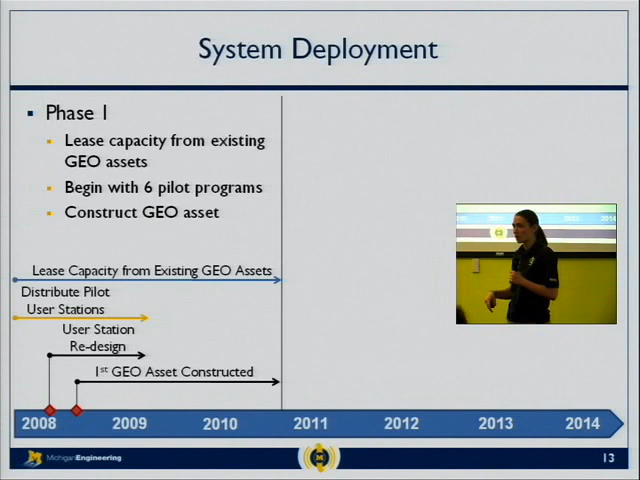 System Deployment
Phase 1
Lease capacity from existing
GEO assets
Begin with 6 pilot programs
Construct GEO asset
Lease Capacity from Existing GEO Assets
Distribute Pilot
User Stations
User Station
Re-design
1st GEO Asset Constructed
2008 2009 2010 2011 2012 2013 2014
MichiganEngineering
M
13
2014